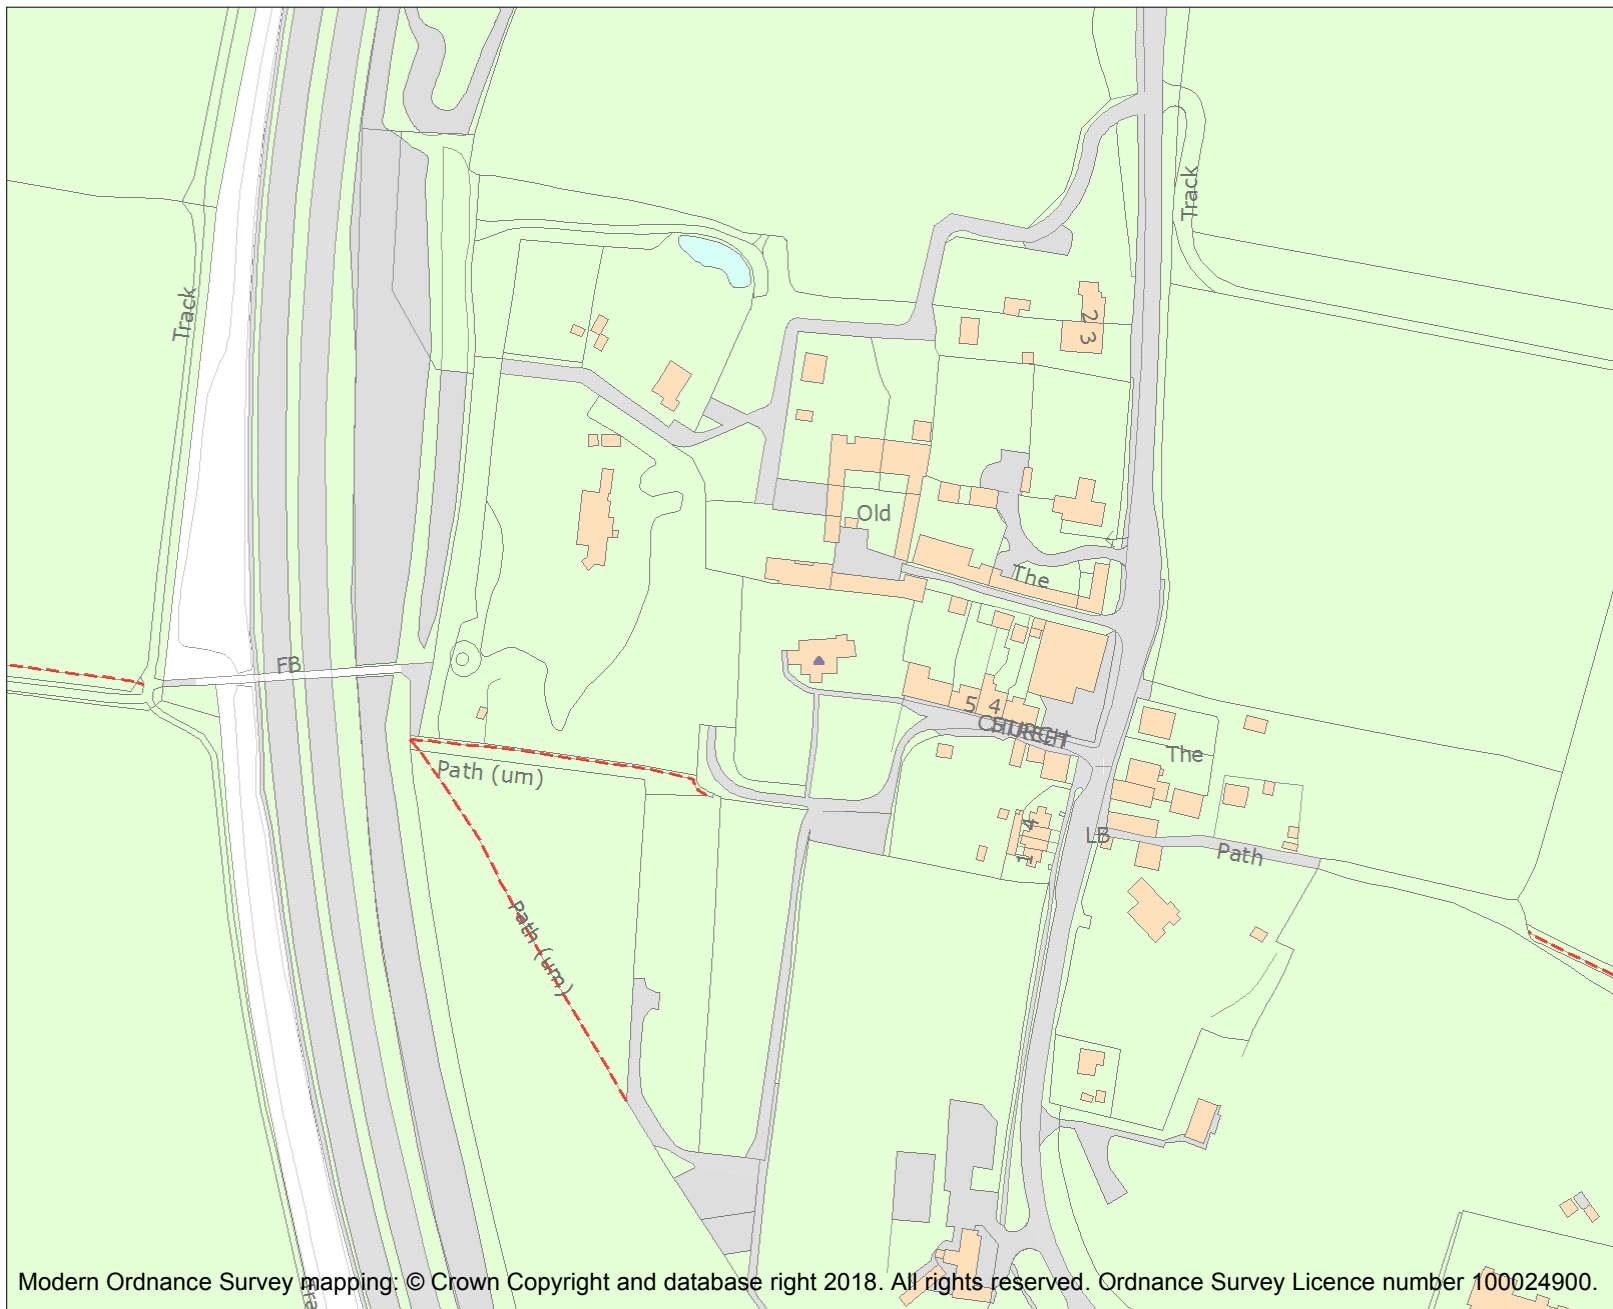 Track
Track
2
3
Old
The
FB
5 4
CHURCH
The
Path (um)
4
1
LB
Path
Path (um)
Modern Ordnance Survey mapping: © Crown Copyright and database right 2018. All rights reserved. Ordnance Survey Licence number 100024900.